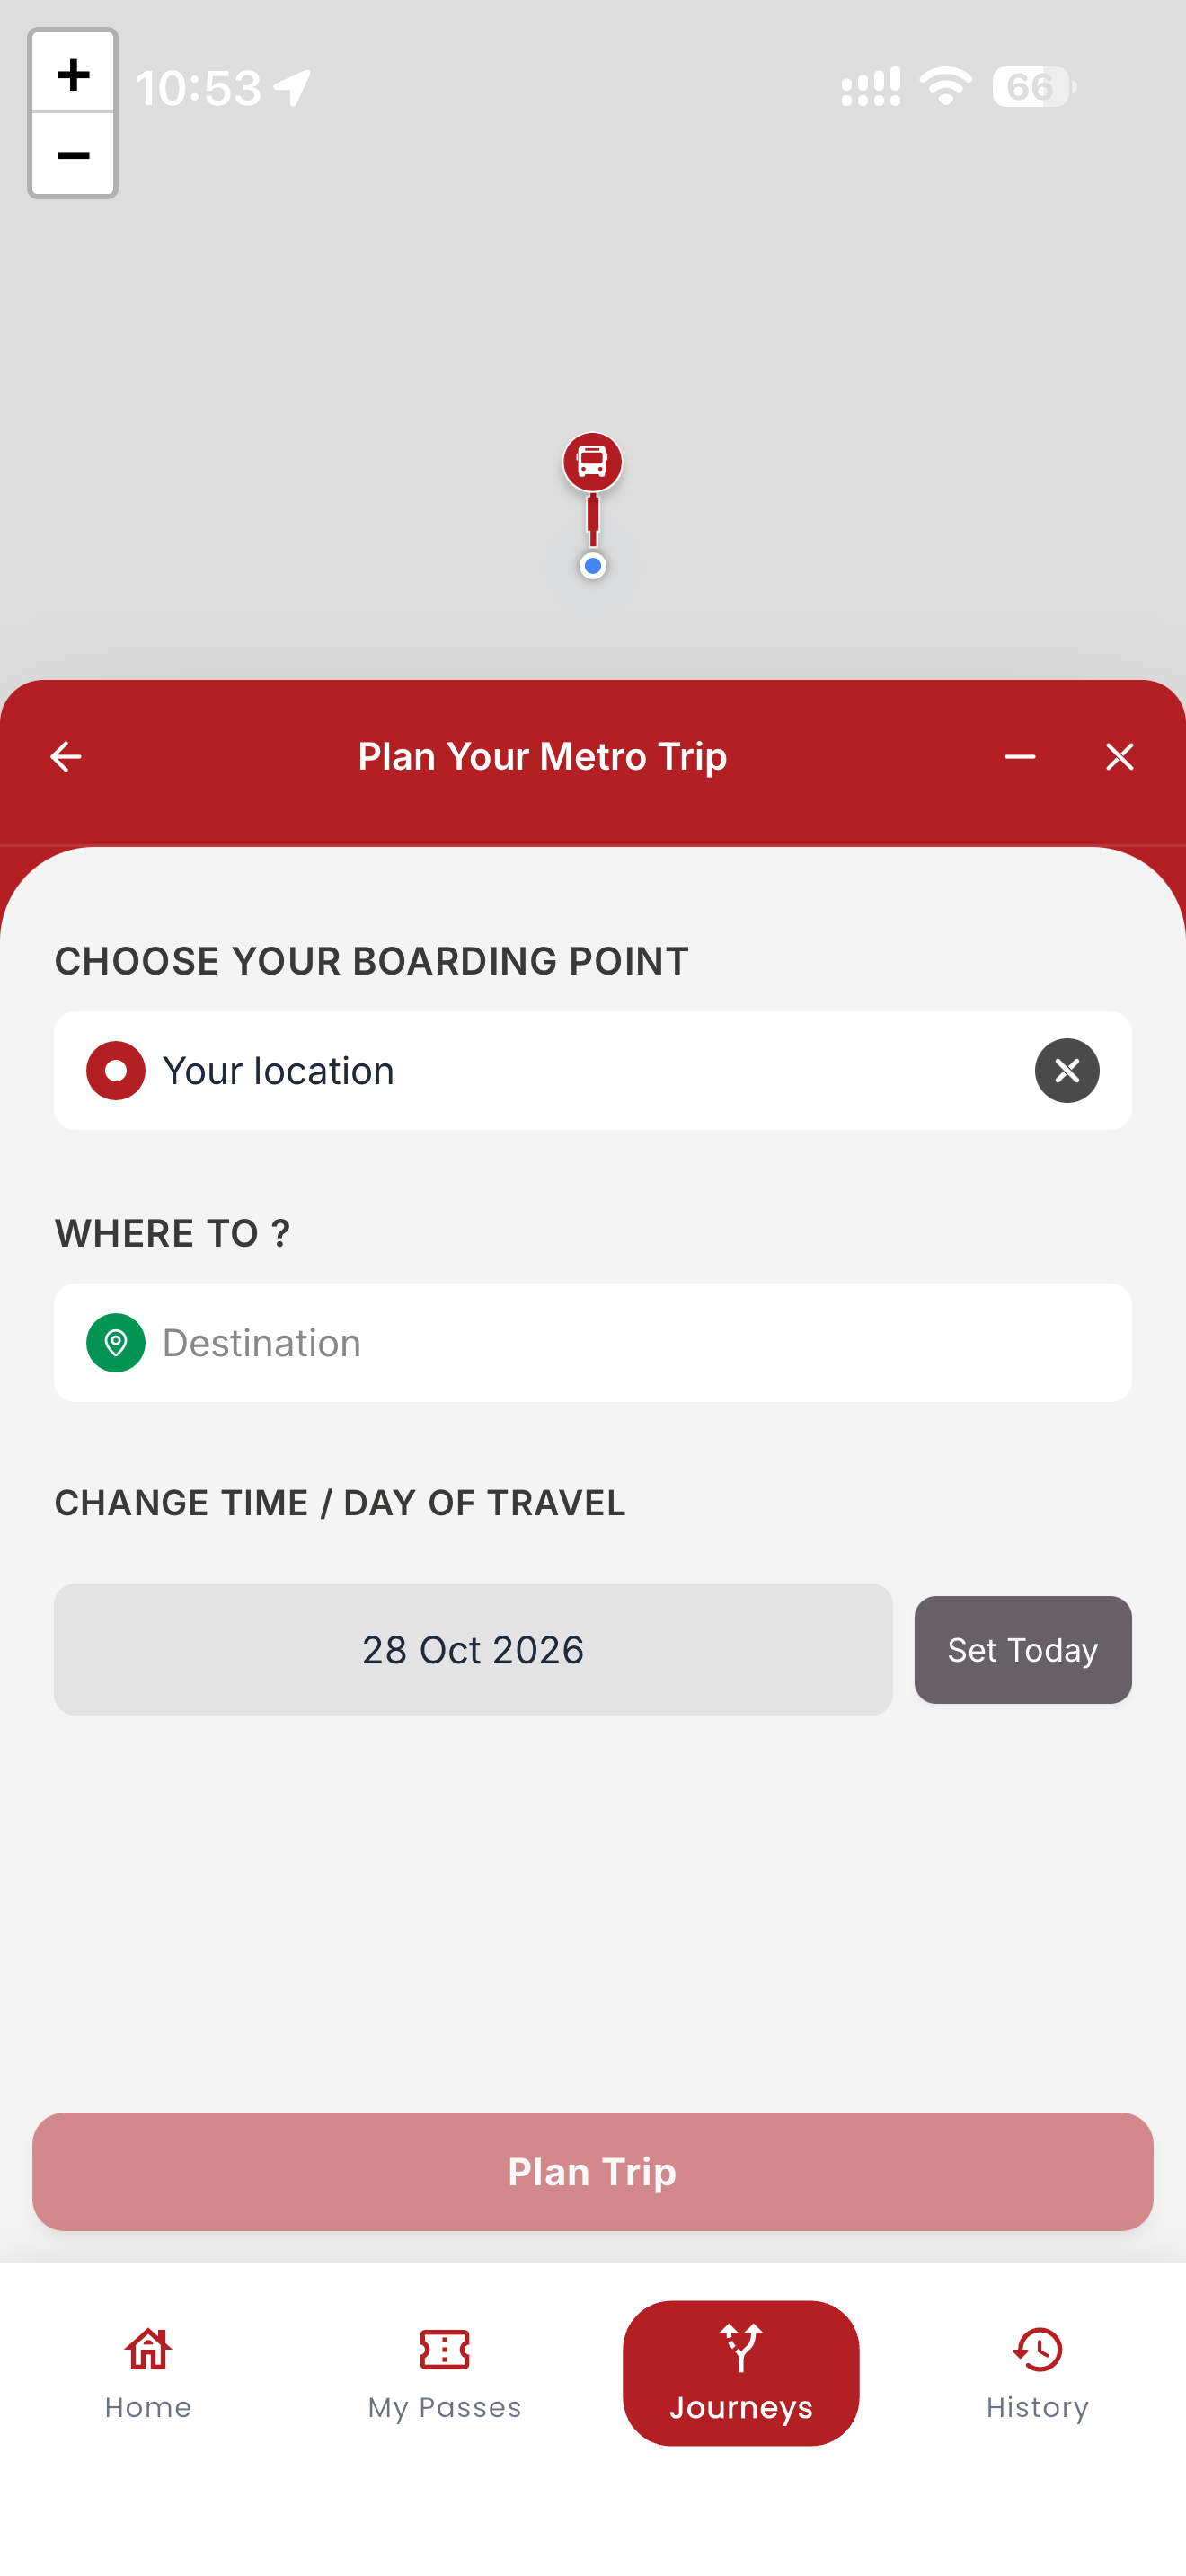 +
10:53
66
−
Plan Your Metro Trip
CHOOSE YOUR BOARDING POINT
Your location
WHERE TO ?
Destination
CHANGE TIME / DAY OF TRAVEL
28 Oct 2026
Set Today
Plan Trip
Home
My Passes
Journeys
History